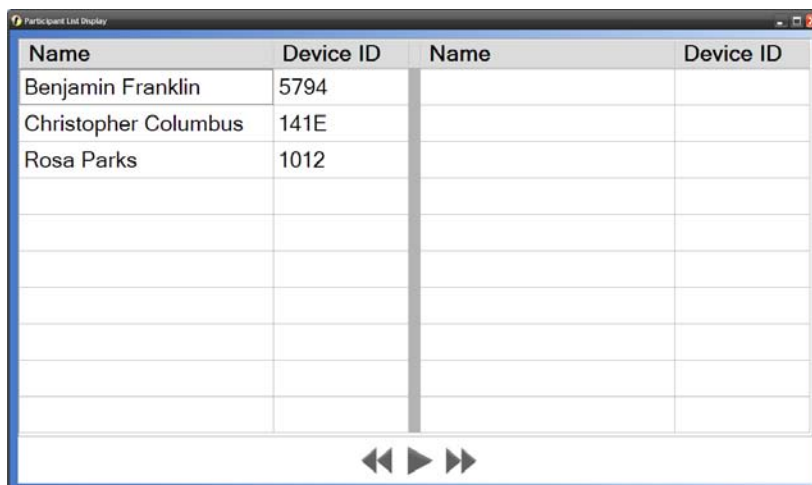 Participant List Display
Name Device ID Name Device ID
Benjamin Franklin 5794
Christopher Columbus 141E
Rosa Parks 1012